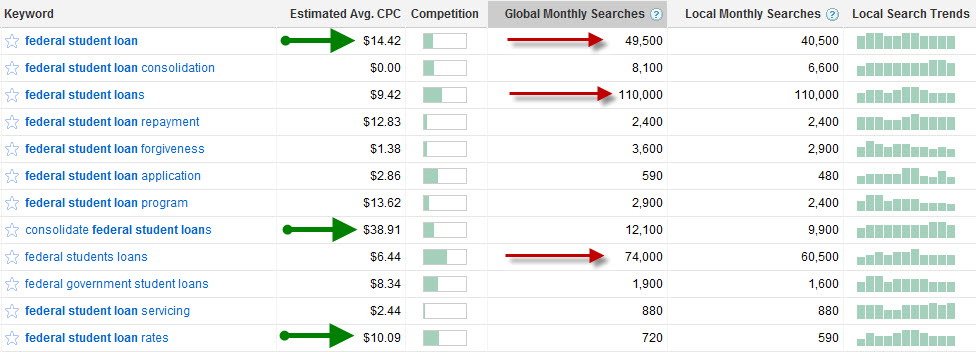 Keyword Estimated Avg. CPC Competition Global Monthly Searches ? Local Monthly Searches ? Local Search Trends
federal student loan $14.42 49,500 40,500
federal student loan consolidation $0.00 8,100 6,600
federal student loans $9.42 110,000 110,000
federal student loan repayment $12.83 2,400 2,400
federal student loan forgiveness $1.38 3,600 2,900
federal student loan application $2.86 590 480
federal student loan program $13.62 2,900 2,400
consolidate federal student loans $38.91 12,100 9,900
federal students loans $6.44 74,000 60,500
federal government student loans $8.34 1,900 1,600
federal student loan servicing $2.44 880 880
federal student loan rates $10.09 720 590